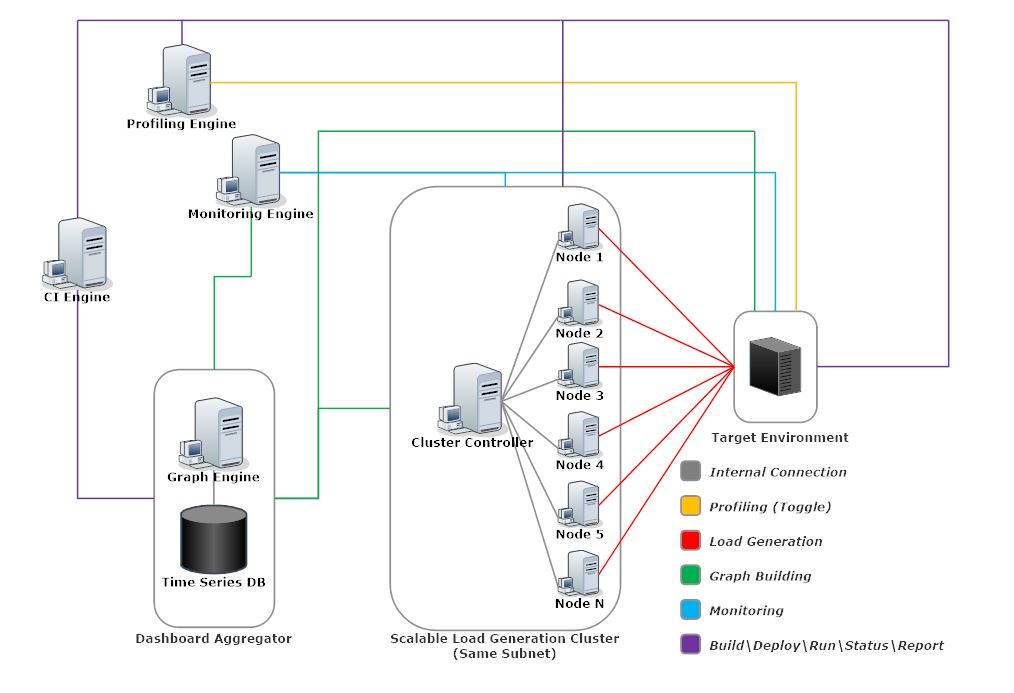 Profiling Engine
Monitoring Engine
CI Engine
Node 1
Node 2
Node 3
Cluster Controller
Node 4
Node 5
Node N
Graph Engine
Time Series DB
Dashboard Aggregator
Scalable Load Generation Cluster
(Same Subnet)
Target Environment
Internal Connection
Profiling (Toggle)
Load Generation
Graph Building
Monitoring
Build\Deploy\Run\Status\Report